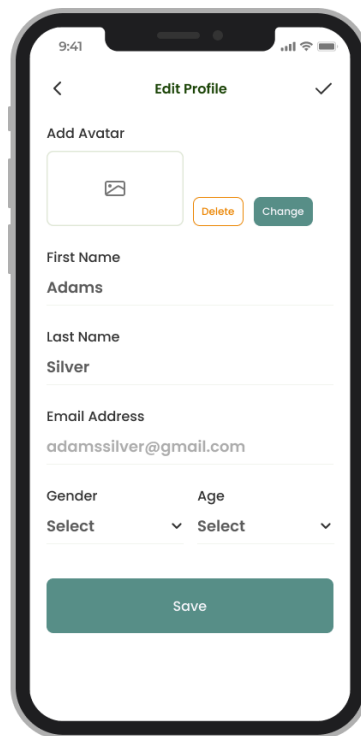 9:41
Edit Profile
Add Avatar
Delete
Change
First Name
Adams
Last Name
Silver
Email Address
adamssilver@gmail.com
Gender
Age
Select
Select
Save